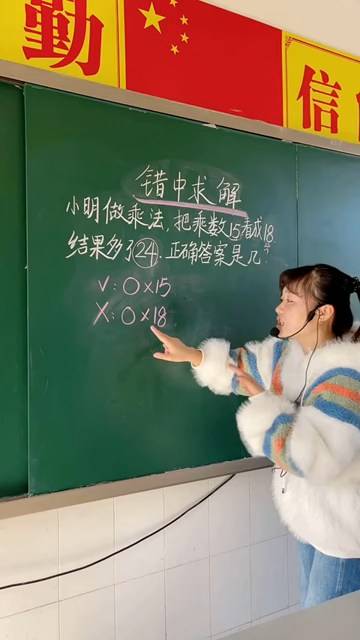 勤
信
错中求解
小明做乘法，把乘数15看成18.
结果多了24.正确答案是几?
√:○×15
X:○×18